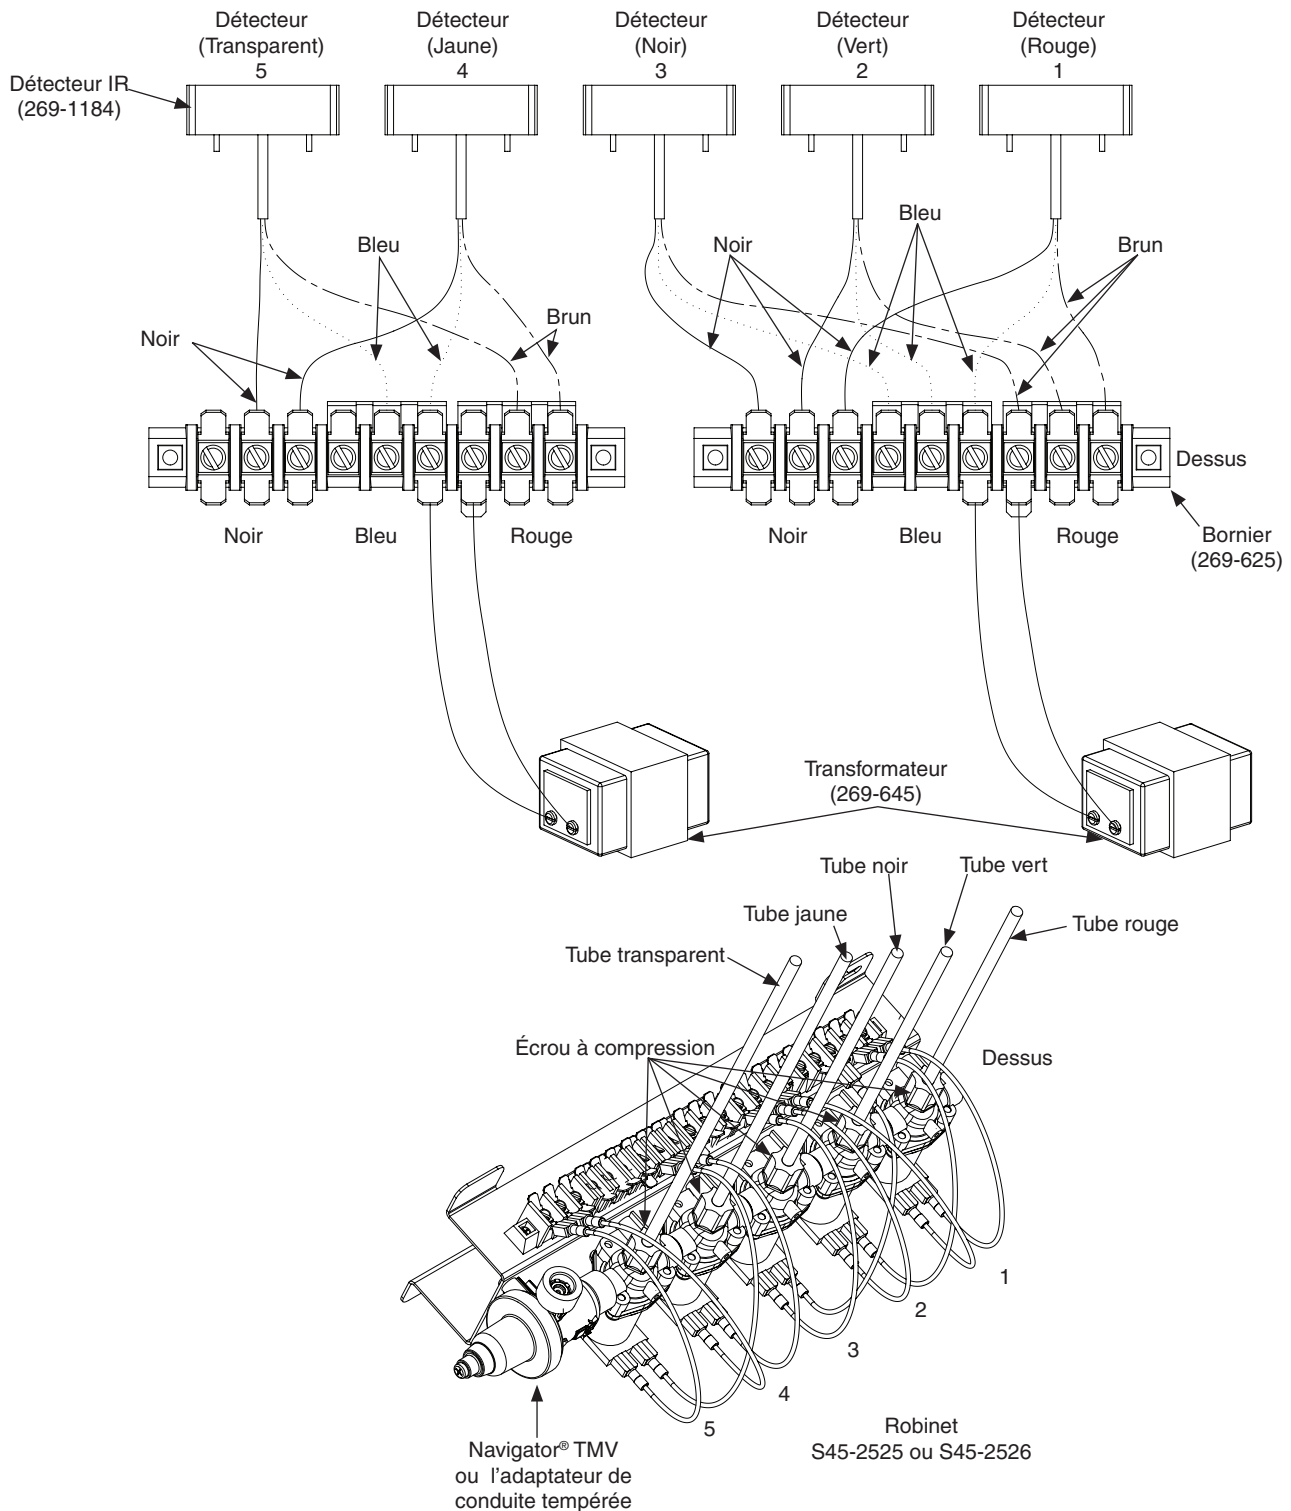 Détecteur
(Transparent)
5
Détecteur
(Jaune)
4
Détecteur
(Noir)
3
Détecteur
(Vert)
2
Détecteur
(Rouge)
1
Détecteur IR
(269-1184)
Bleu
Noir
Bleu
Brun
Noir
Brun
Dessus
Noir
Bleu
Rouge
Noir
Bleu
Rouge
Bornier
(269-625)
Transformateur
(269-645)
Tube noir
Tube vert
Tube jaune
Tube rouge
Tube transparent
Écrou à compression
Dessus
1
2
3
4
5
Robinet
S45-2525 ou S45-2526
Navigator® TMV
ou l'adaptateur de
conduite tempérée